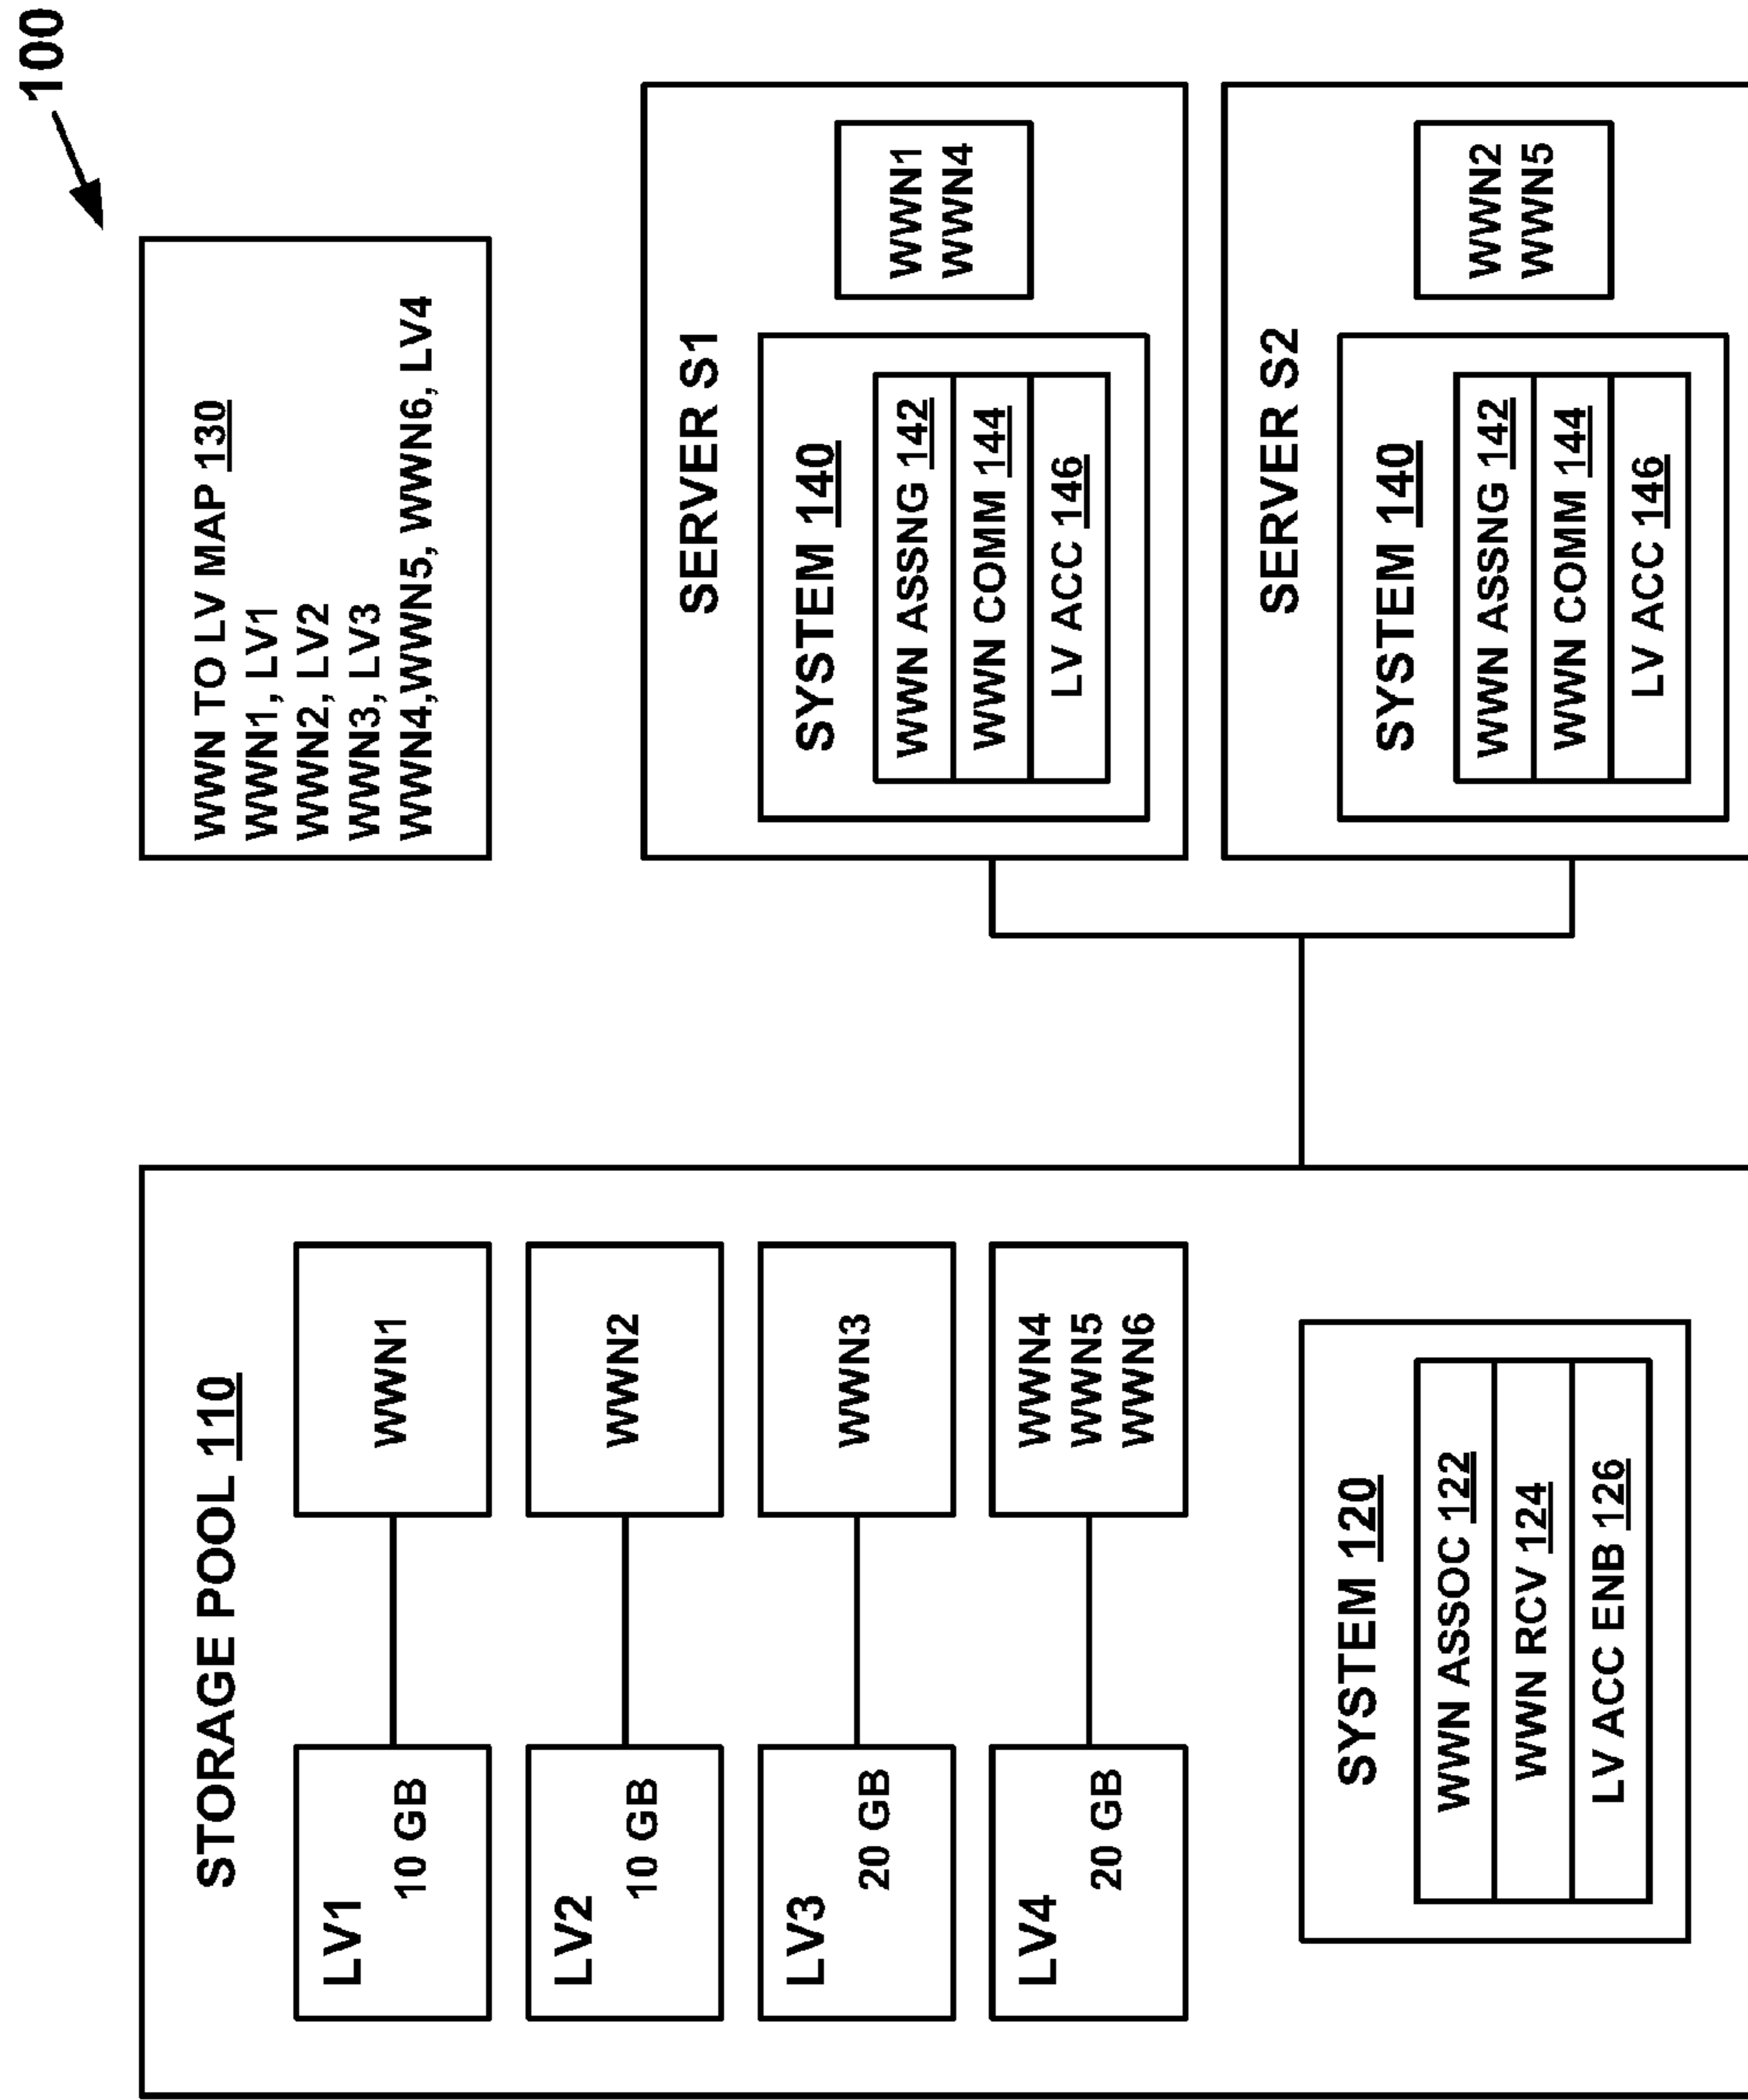 100
STORAGE POOL 110
LV1
10 GB
WWN1
LV2
10 GB
WWN2
LV3
20 GB
WWN3
LV4
20 GB
WWN4
WWN5
WWN6
SYSTEM 120
WWN ASSOC 122
WWN RCV 124
LV ACC ENB 126
WWN TO LV MAP 130
WWN1, LV1
WWN2, LV2
WWN3, LV3
WWN4,WWN5, WWN6, LV4
SERVER S1
SYSTEM 140
WWN ASSNG 142
WWN COMM 144
LV ACC 146
WWN1
WWN4
SERVER S2
SYSTEM 140
WWN ASSNG 142
WWN COMM 144
LV ACC 146
WWN2
WWN5